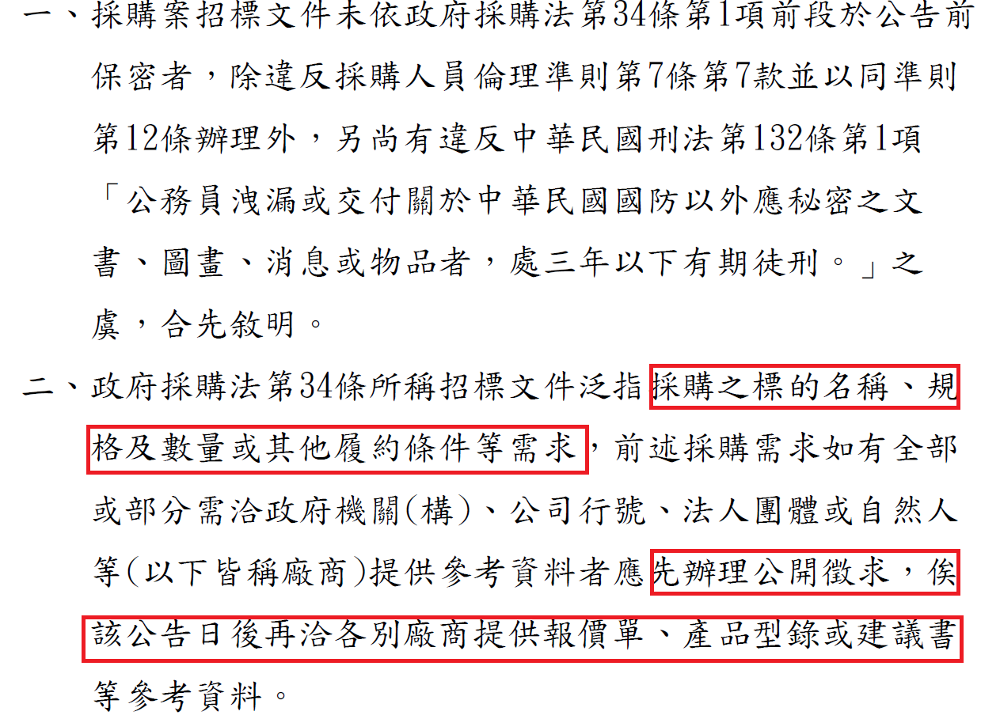 一、採購案招標文件未依政府採購法第34條第1項前段於公告前
保密者，除違反採購人員倫理準則第7條第7款並以同準則
第12條辦理外，另尚有違反中華民國刑法第132條第1項
「公務員洩漏或交付關於中華民國國防以外應秘密之文
書、圖畫、消息或物品者，處三年以下有期徒刑。」之
虞，合先敘明。
二、政府採購法第34條所稱招標文件泛指採購之標的名稱、規
格及數量或其他履約條件等需求，前述採購需求如有全部
或部分需洽政府機關(構)、公司行號、法人團體或自然人
等(以下皆稱廠商)提供參考資料者應先辦理公開徵求，俟
該公告日後再洽各別廠商提供報價單、產品型錄或建議書
等參考資料。